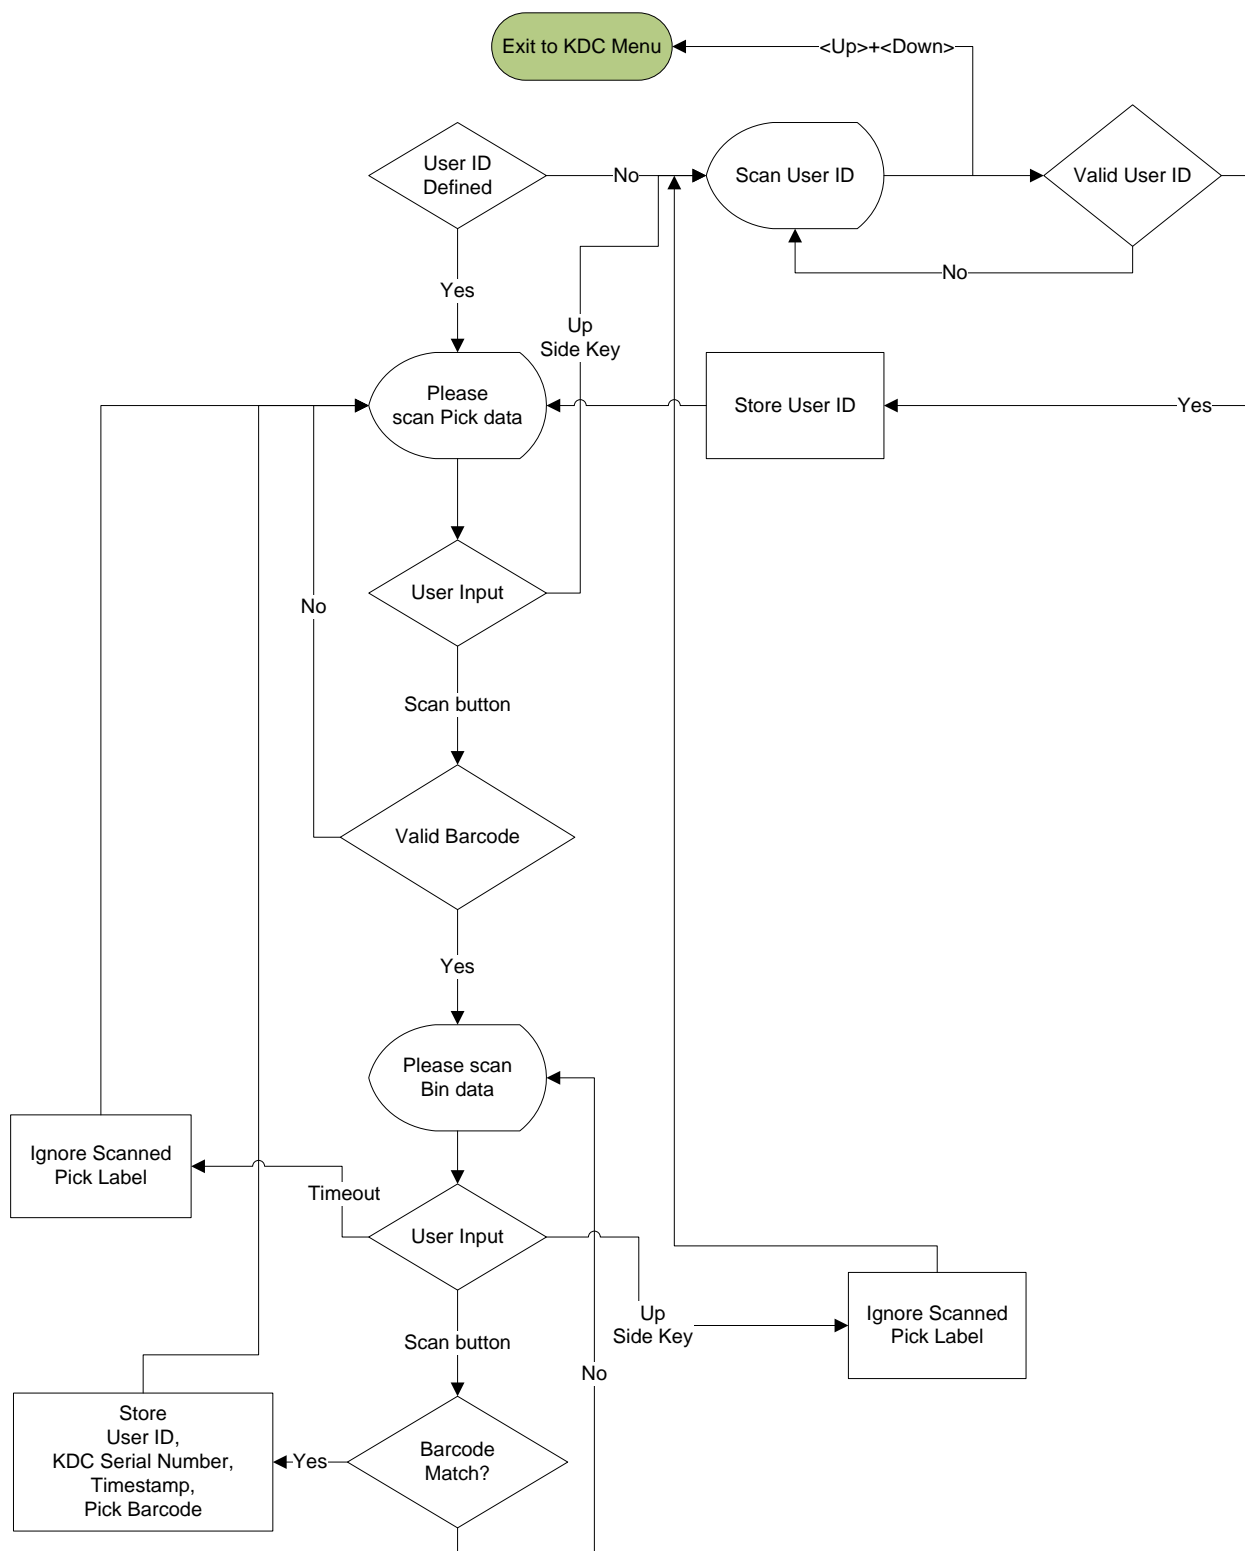 Exit to KDC Menu
<Up>+<Down>
User ID
Defined
No
Scan User ID
Valid User ID
No
Yes
Up
Side Key
Please
scan Pick data
Store User ID
Yes
User Input
No
Scan button
Valid Barcode
Yes
Please scan
Bin data
Ignore Scanned
Pick Label
Timeout
User Input
Up
Side Key
Ignore Scanned
Pick Label
Scan button
No
Store
User ID,
KDC Serial Number,
Timestamp,
Pick Barcode
Yes
Barcode
Match?